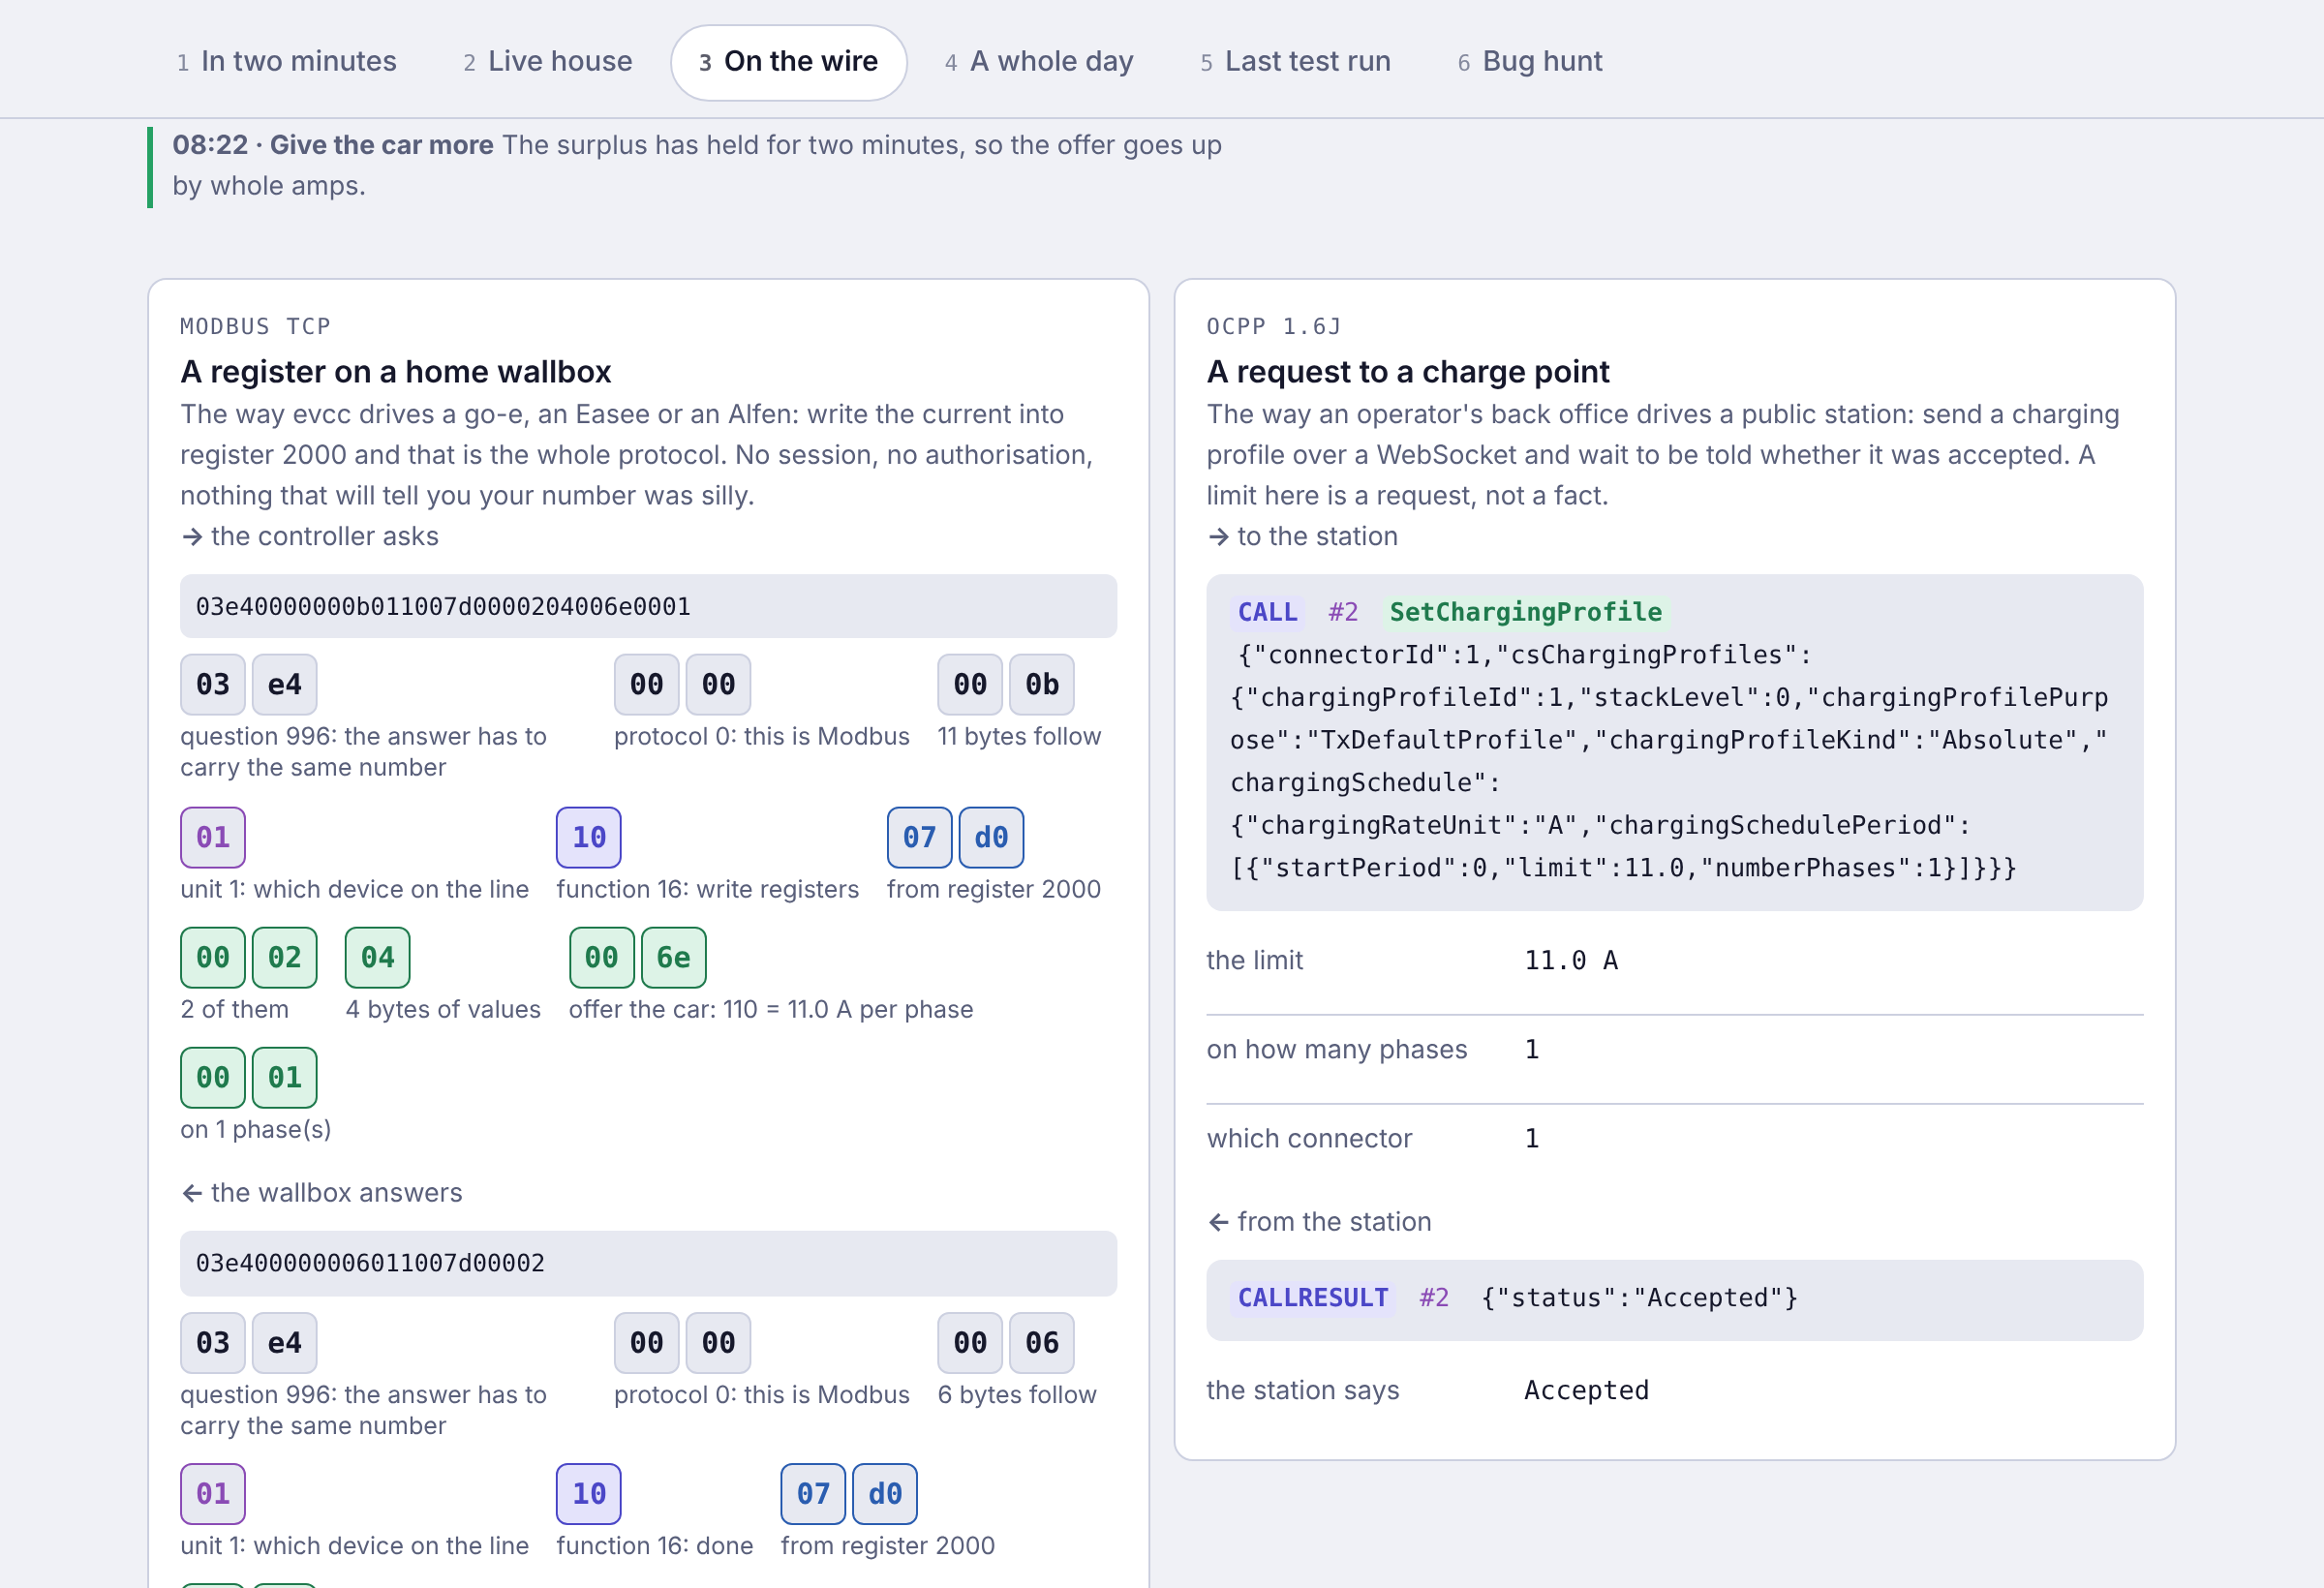 1 In two minutes
2 Live house
3 On the wire
4 A whole day
5 Last test run
6 Bug hunt
08:22 · Give the car more The surplus has held for two minutes, so the offer goes up
by whole amps.
MODBUS TCP
A register on a home wallbox
The way evcc drives a go-e, an Easee or an Alfen: write the current into
register 2000 and that is the whole protocol. No session, no authorisation,
nothing that will tell you your number was silly.
→ the controller asks
03e40000000b011007d0000204006e0001
03 e4
question 996: the answer has to
carry the same number
00 00
protocol 0: this is Modbus
00 0b
11 bytes follow
01
unit 1: which device on the line
10
function 16: write registers
07 d0
from register 2000
00 02
2 of them
04
4 bytes of values
00 6e
offer the car: 110 = 11.0 A per phase
00 01
on 1 phase(s)
← the wallbox answers
03e400000006011007d00002
03 e4
question 996: the answer has to
carry the same number
00 00
protocol 0: this is Modbus
00 06
6 bytes follow
01
unit 1: which device on the line
10
function 16: done
07 d0
from register 2000
OCPP 1.6J
A request to a charge point
The way an operator's back office drives a public station: send a charging
profile over a WebSocket and wait to be told whether it was accepted. A
limit here is a request, not a fact.
→ to the station
CALL #2 SetChargingProfile
{"connectorId":1,"csChargingProfiles":
{"chargingProfileId":1,"stackLevel":0,"chargingProfilePurp
ose":"TxDefaultProfile","chargingProfileKind":"Absolute","
chargingSchedule":
{"chargingRateUnit":"A","chargingSchedulePeriod":
[{"startPeriod":0,"limit":11.0,"numberPhases":1}]}}}
the limit 11.0 A
on how many phases 1
which connector 1
← from the station
CALLRESULT #2 {"status":"Accepted"}
the station says Accepted